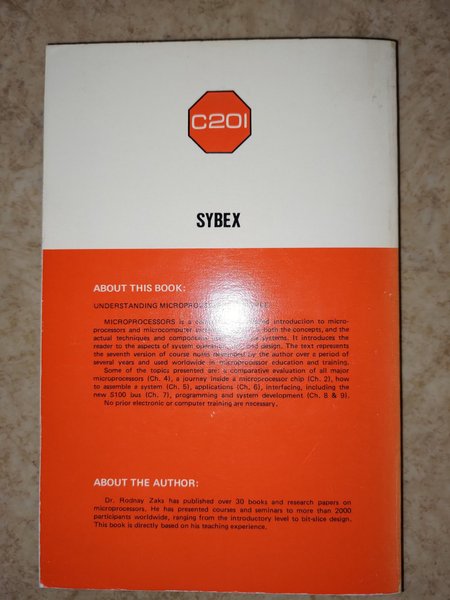 C201
SYBEX
ABOUT THIS BOOK:
UNDERSTANDING
MICROPROCESSORS is a introduction to micro-
processors and microcomputer both the concepts, and the
actual techniques and components systems. It introduces the
reader to the aspects of system design. The text represents
the seventh version of course notes developed by the author over a period of
several years and used worldwide in microprocessor education and training.
Some of the topics presented are: a comparative evaluation of all major
microprocessors (Ch. 4), a journey inside a microprocessor chip (Ch. 2), how
to assemble a system (Ch. 5), applications (Ch. 6), interfacing, including the
new S100 bus (Ch. 7), programming and system development (Ch. 8 & 9).
No prior electronic or computer training are necessary.
ABOUT THE AUTHOR:
Dr. Rodnay Zaks has published over 30 books and research papers on
microprocessors. He has presented courses and seminars to more than 2000
participants worldwide, ranging from the introductory level to bit-slice design.
This book is directly based on his teaching experience.